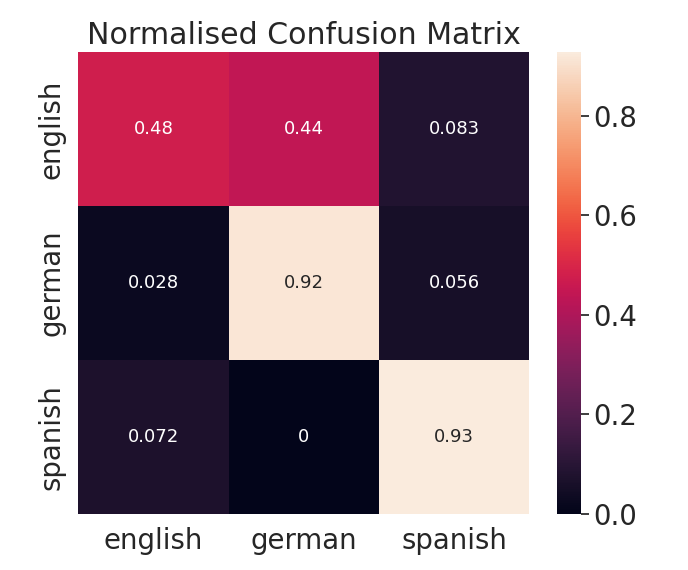 Normalised Confusion Matrix
english
0.48 0.44 0.083
german
0.028 0.92 0.056
spanish
0.072 0 0.93
english german spanish
0.8
0.6
0.4
0.2
0.0